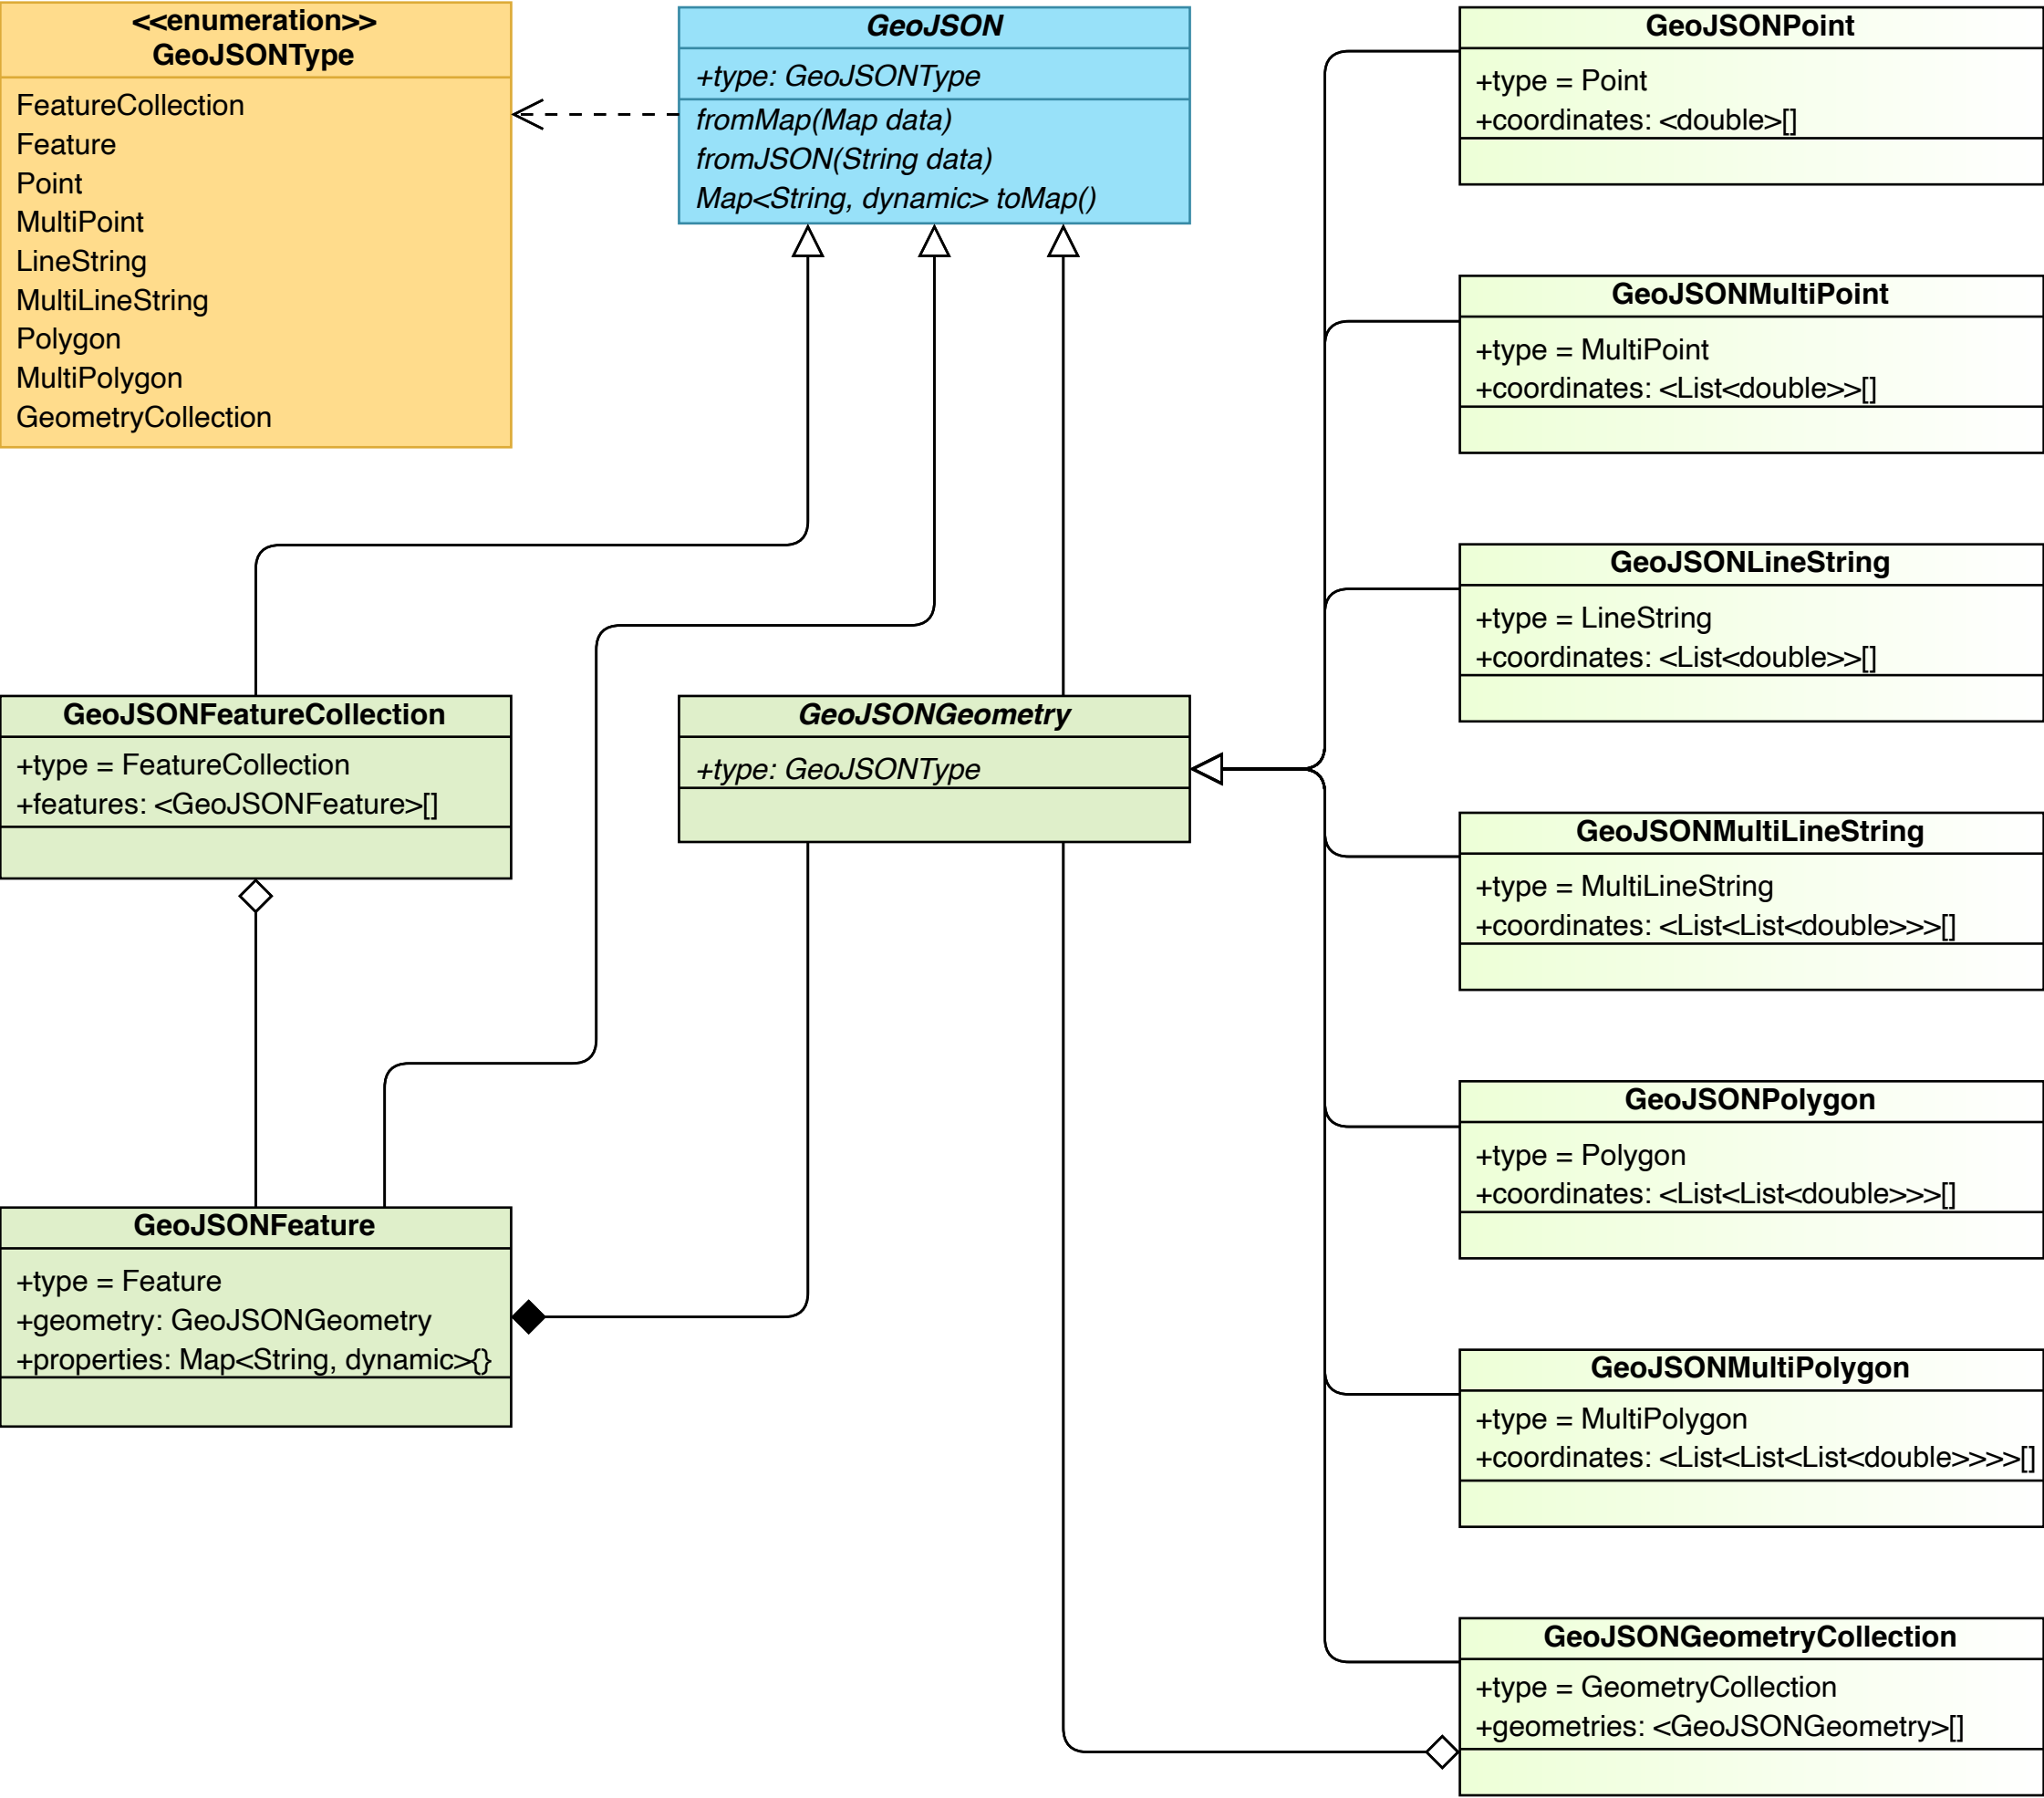 <<enumeration>>
GeoJSONType
FeatureCollection
Feature
Point
MultiPoint
LineString
MultiLineString
Polygon
MultiPolygon
GeometryCollection
GeoJSON
+type: GeoJSONType
fromMap(Map data)
fromJSON(String data)
Map<String, dynamic> toMap()
GeoJSONFeatureCollection
+type = FeatureCollection
+features: <GeoJSONFeature>[]
GeoJSONGeometry
+type: GeoJSONType
GeoJSONFeature
+type = Feature
+geometry: GeoJSONGeometry
+properties: Map<String, dynamic>{}
GeoJSONPoint
+type = Point
+coordinates: <double>[]
GeoJSONMultiPoint
+type = MultiPoint
+coordinates: <List<double>>[]
GeoJSONLineString
+type = LineString
+coordinates: <List<double>>[]
GeoJSONMultiLineString
+type = MultiLineString
+coordinates: <List<List<double>>>[]
GeoJSONPolygon
+type = Polygon
+coordinates: <List<List<double>>>[]
GeoJSONMultiPolygon
+type = MultiPolygon
+coordinates: <List<List<List<double>>>>[]
GeoJSONGeometryCollection
+type = GeometryCollection
+geometries: <GeoJSONGeometry>[]